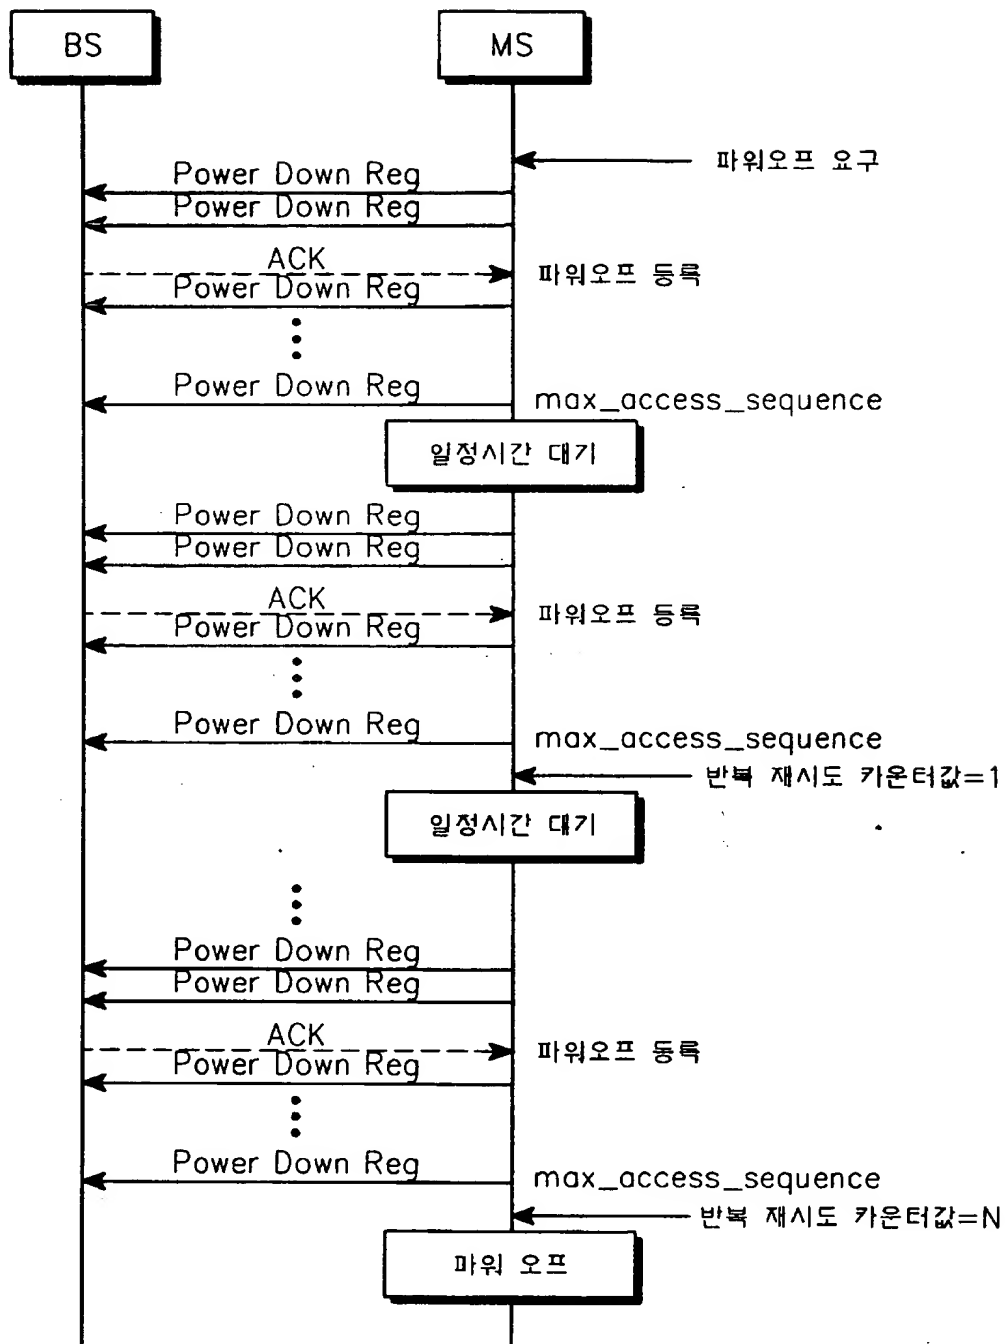 BS
MS
파워오프 요구
Power Down Reg
Power Down Reg
ACK
파워오프 등록
Power Down Reg
Power Down Reg
max_access_sequence
일정시간 대기
Power Down Reg
Power Down Reg
ACK
파워오프 등록
Power Down Reg
Power Down Reg
max_access_sequence
반복 재시도 카운터값=1
일정시간 대기
Power Down Reg
Power Down Reg
ACK
파워오프 등록
Power Down Reg
Power Down Reg
max_access_sequence
반복 재시도 카운터값=N
파워 오프